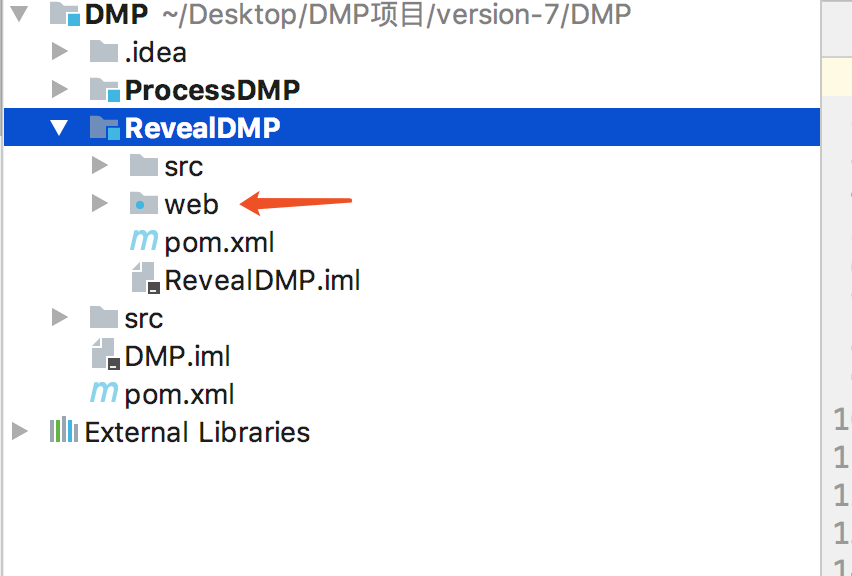 DMP ~/Desktop/DMP项目/version-7/DMP
.idea
ProcessDMP
RevealDMP
src
web
m pom.xml
RevealDMP.iml
src
DMP.iml
m pom.xml
External Libraries